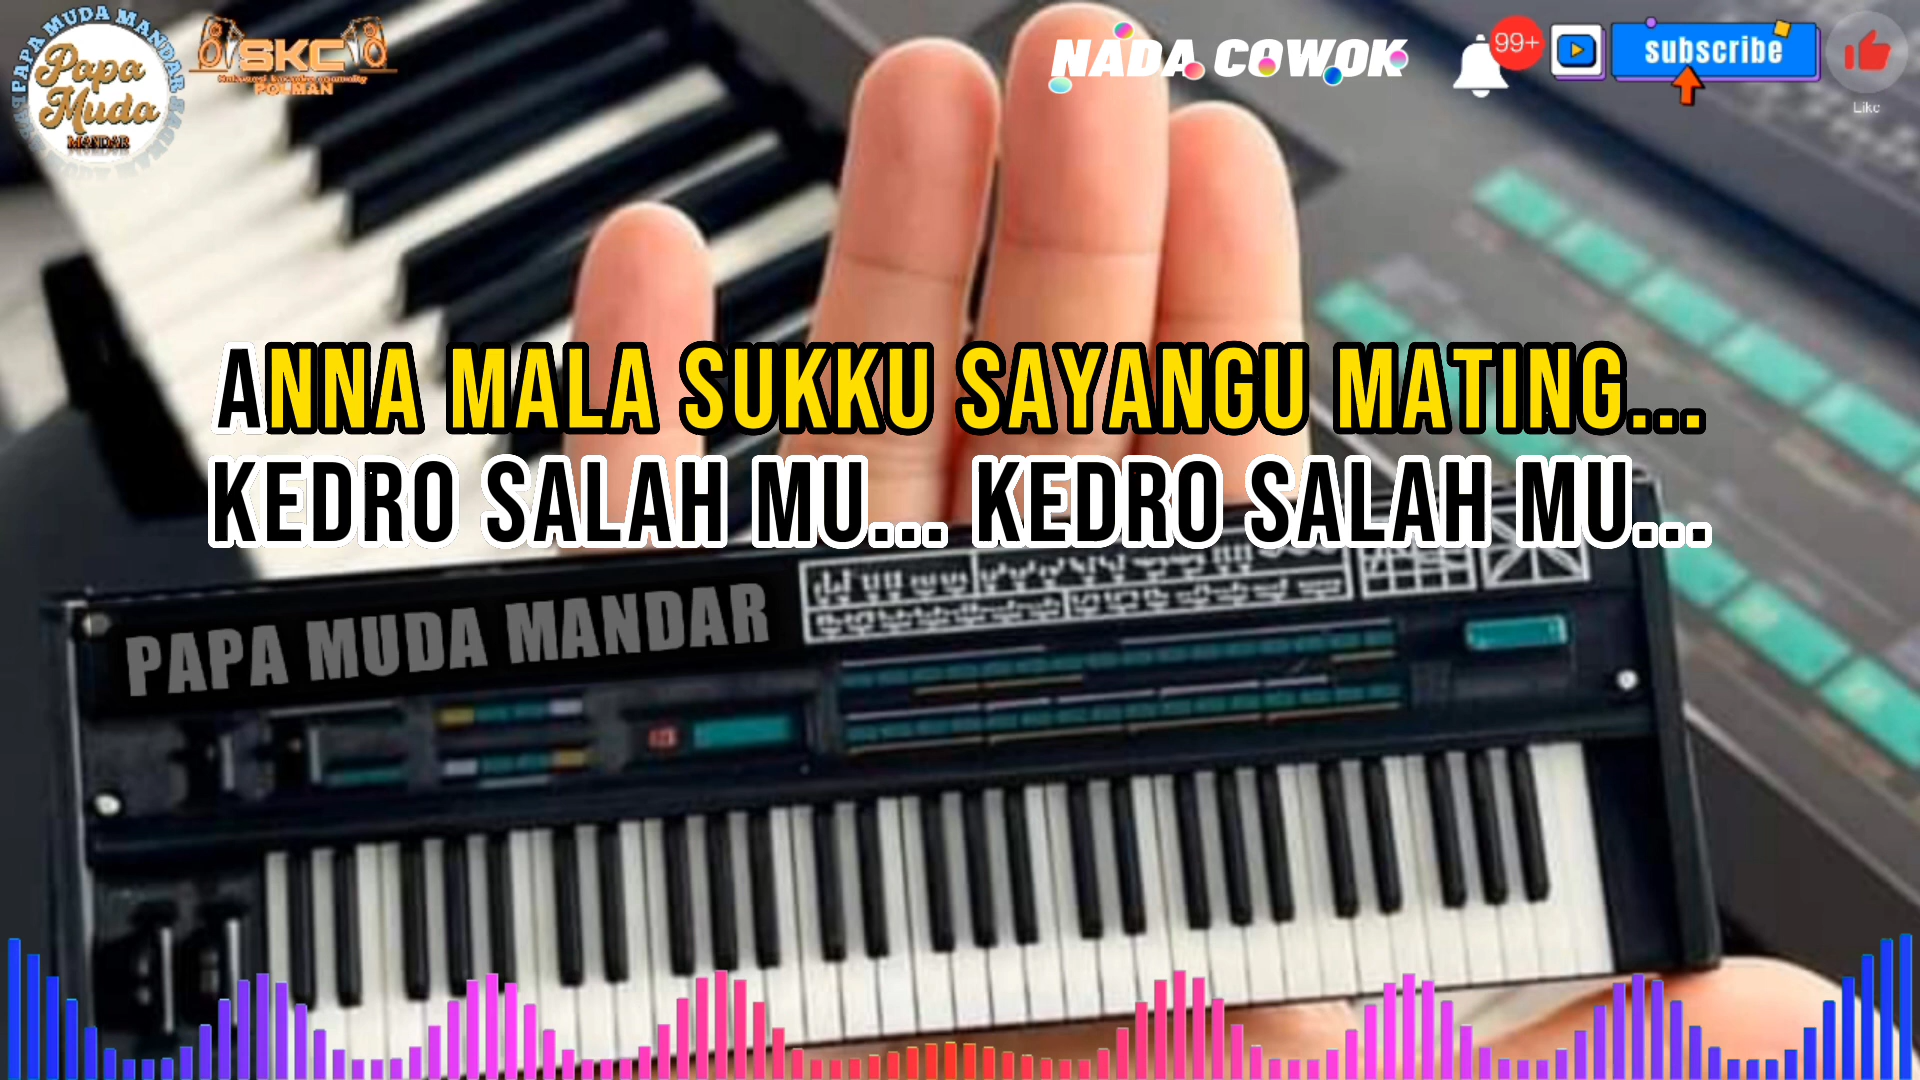 PAPA MUDA MANDAR
Papa
Muda
MANDAR
SKC
POLMAN
NADA COWOK
99+
subscribe
Like
ANNA MALA SUKKU SAYANGU MATING...
KEDRO SALAH MU... KEDRO SALAH MU...
PAPA MUDA MANDAR